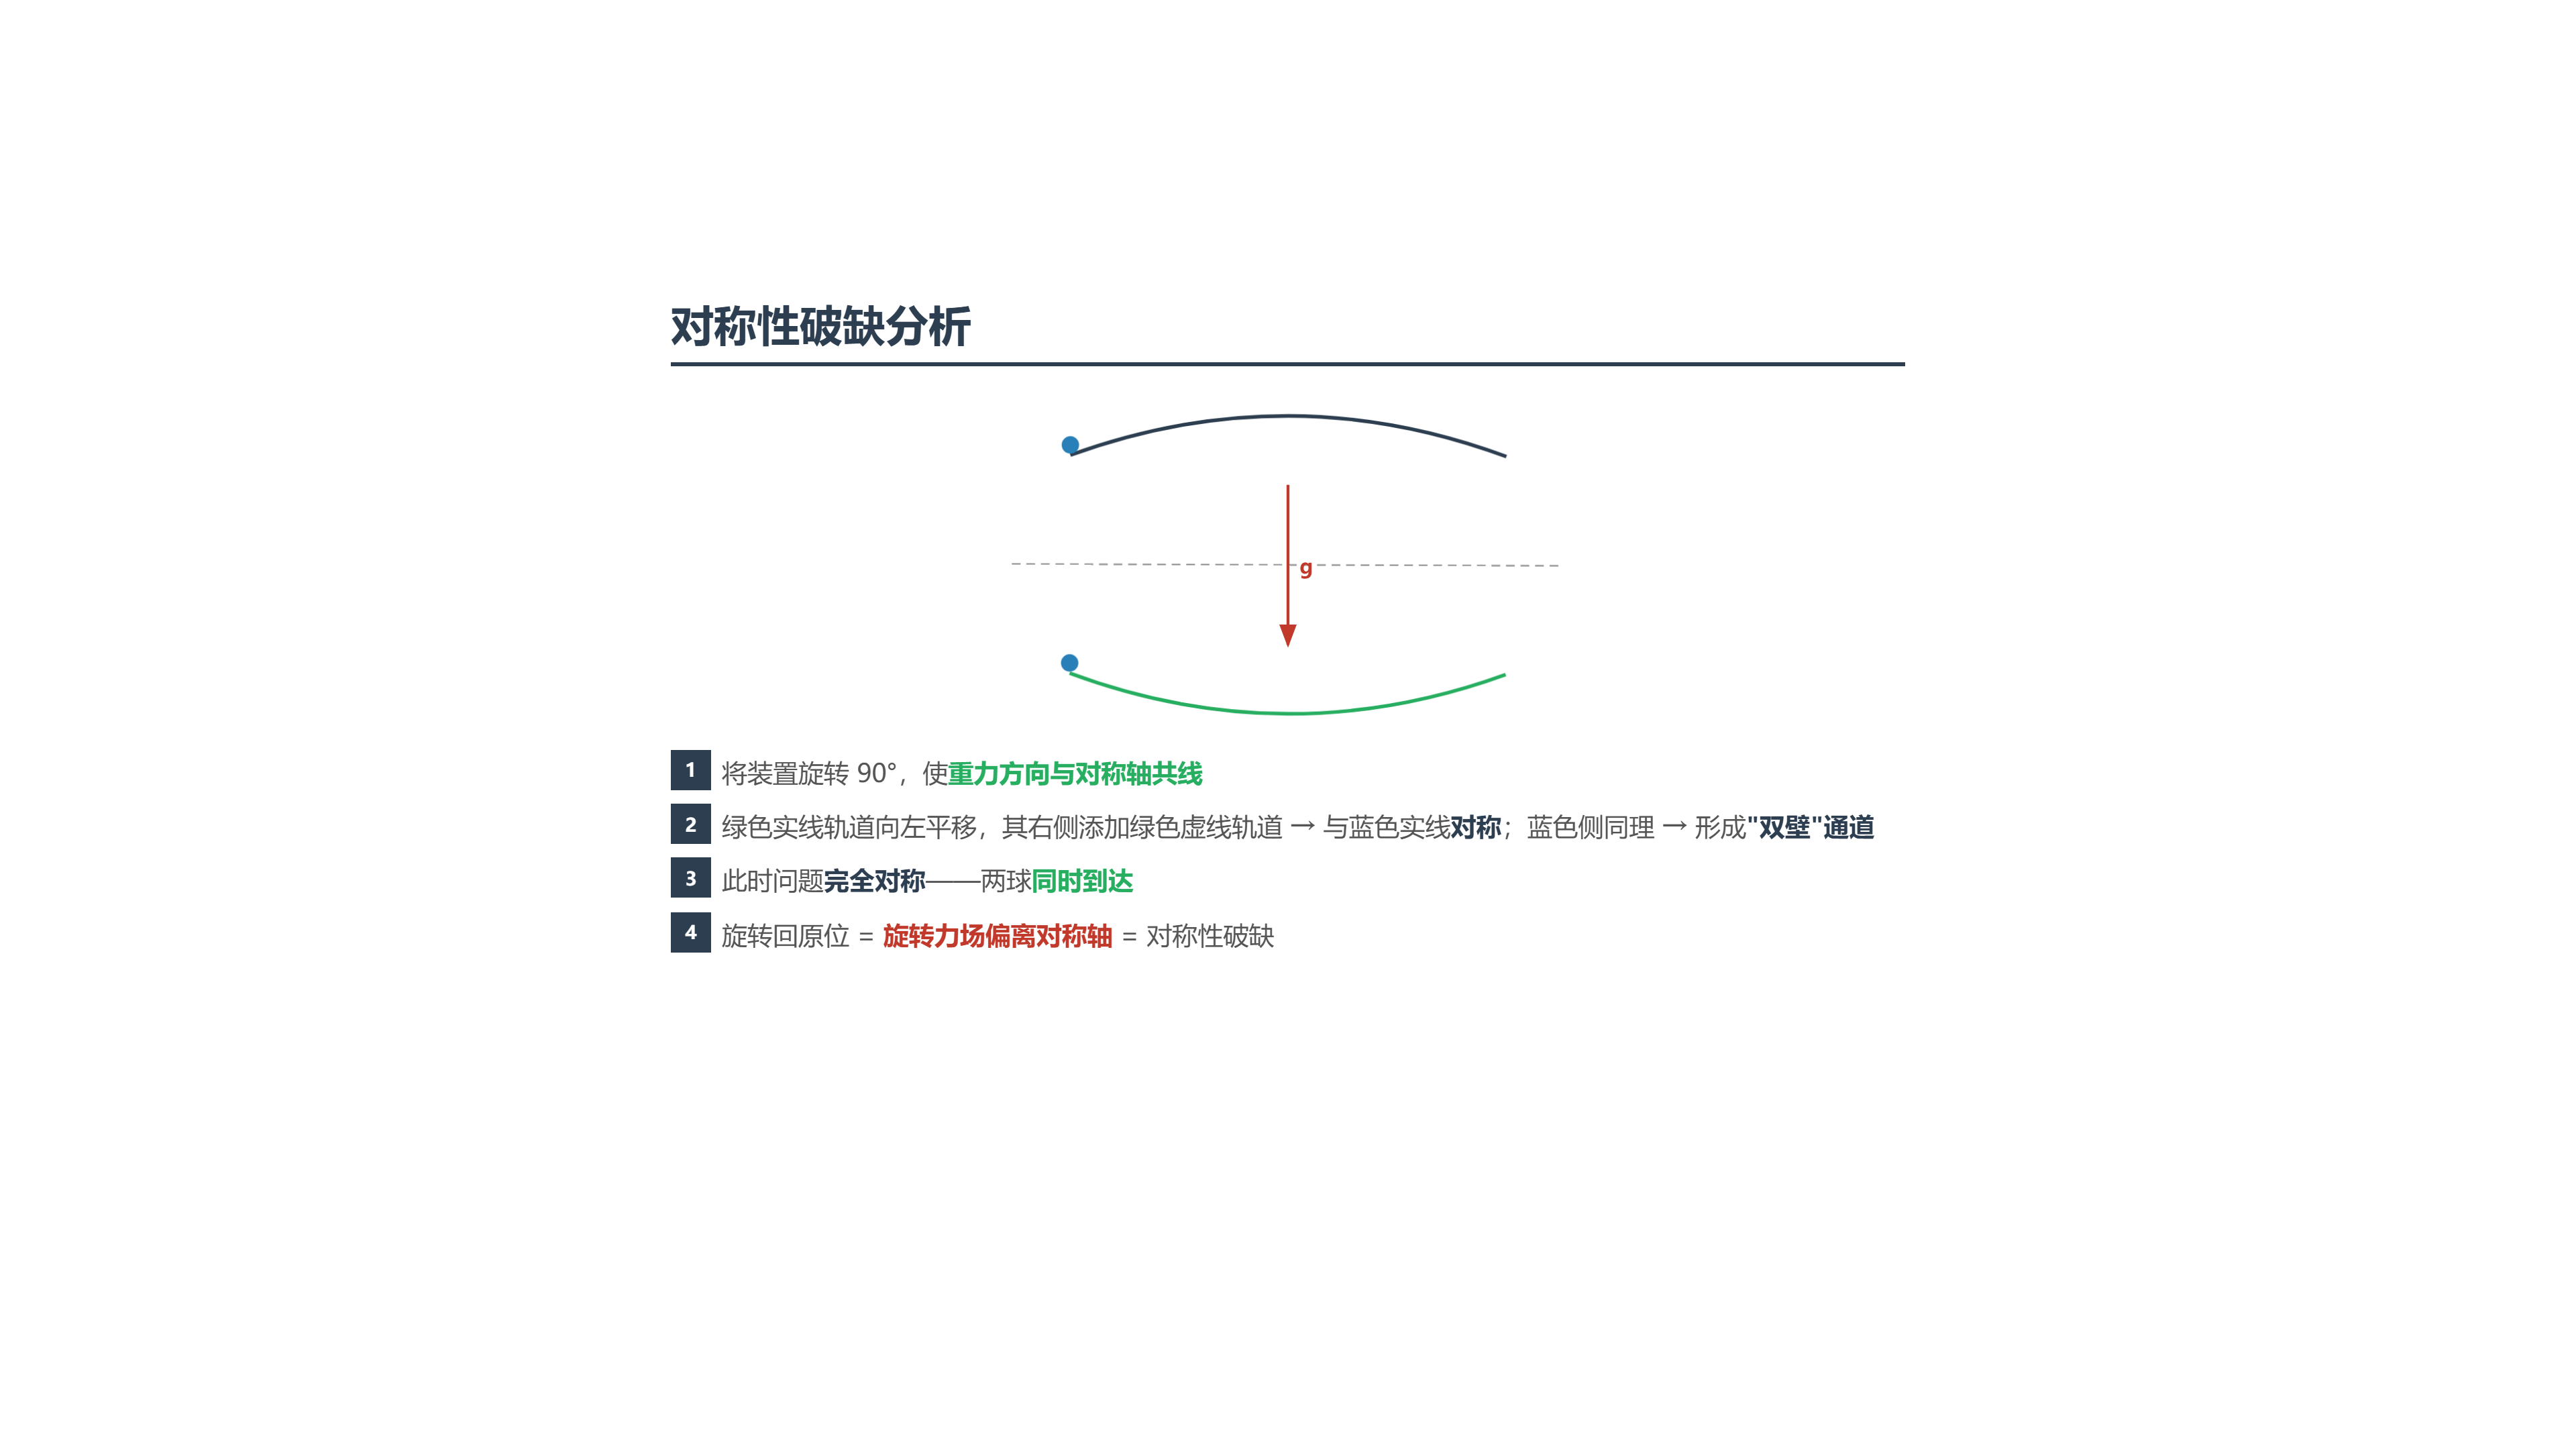 对称性破缺分析
g
1 将装置旋转 90°，使重力方向与对称轴共线
2 绿色实线轨道向左平移，其右侧添加绿色虚线轨道 → 与蓝色实线对称；蓝色侧同理 → 形成"双壁"通道
3 此时问题完全对称——两球同时到达
4 旋转回原位 = 旋转力场偏离对称轴 = 对称性破缺